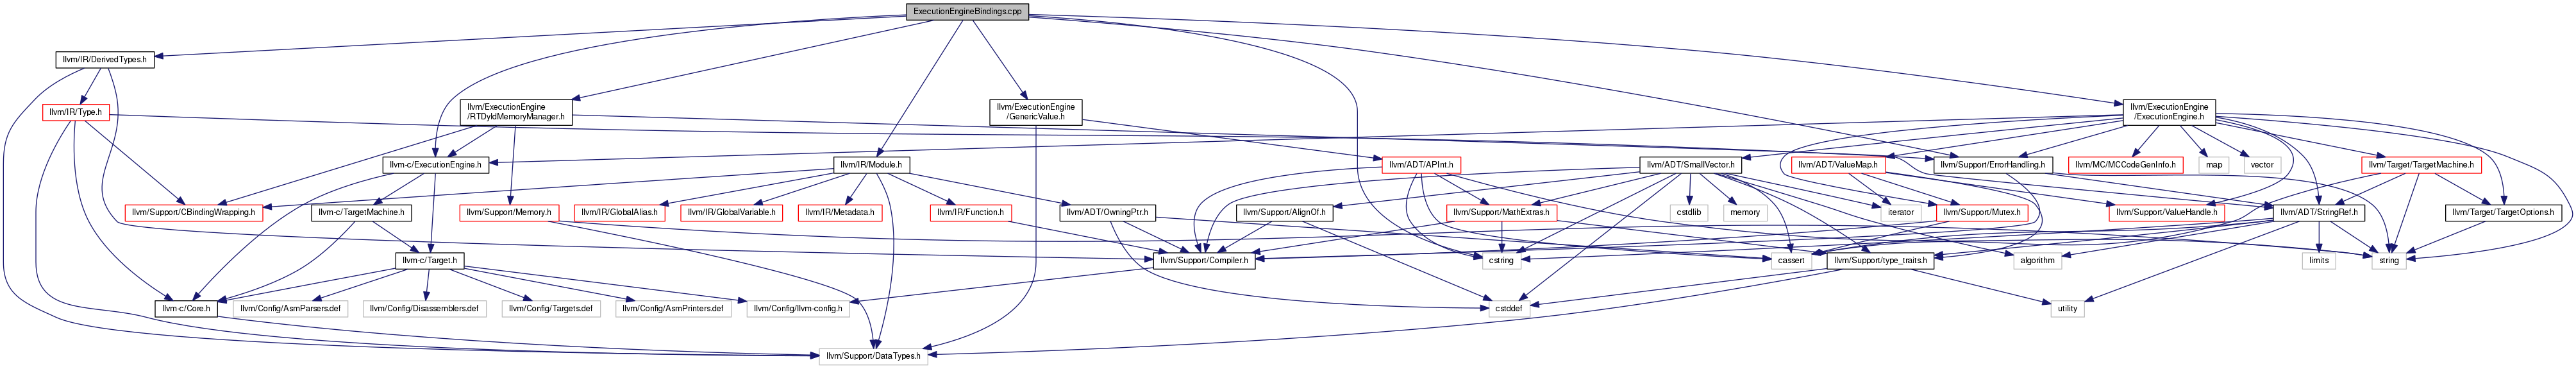 ExecutionEngineBindings.cpp
llvm/IR/DerivedTypes.h
llvm/IR/Type.h
llvm/ExecutionEngine
/RTDyldMemoryManager.h
llvm/ExecutionEngine
/GenericValue.h
llvm/ExecutionEngine
/ExecutionEngine.h
llvm-c/ExecutionEngine.h
llvm/IR/Module.h
llvm/ADT/APInt.h
llvm/ADT/SmallVector.h
llvm/ADT/ValueMap.h
llvm/Support/ErrorHandling.h
llvm/MC/MCCodeGenInfo.h
map
vector
llvm/Target/TargetMachine.h
llvm/Support/CBindingWrapping.h
llvm-c/TargetMachine.h
llvm/Support/Memory.h
llvm/IR/GlobalAlias.h
llvm/IR/GlobalVariable.h
llvm/IR/Metadata.h
llvm/IR/Function.h
llvm/ADT/OwningPtr.h
llvm/Support/AlignOf.h
llvm/Support/MathExtras.h
cstdlib
memory
iterator
llvm/Support/Mutex.h
llvm/Support/ValueHandle.h
llvm/ADT/StringRef.h
llvm/Target/TargetOptions.h
llvm-c/Target.h
llvm/Support/Compiler.h
cstring
cassert
llvm/Support/type_traits.h
algorithm
limits
string
llvm-c/Core.h
llvm/Config/AsmParsers.def
llvm/Config/Disassemblers.def
llvm/Config/Targets.def
llvm/Config/AsmPrinters.def
llvm/Config/llvm-config.h
cstddef
utility
llvm/Support/DataTypes.h